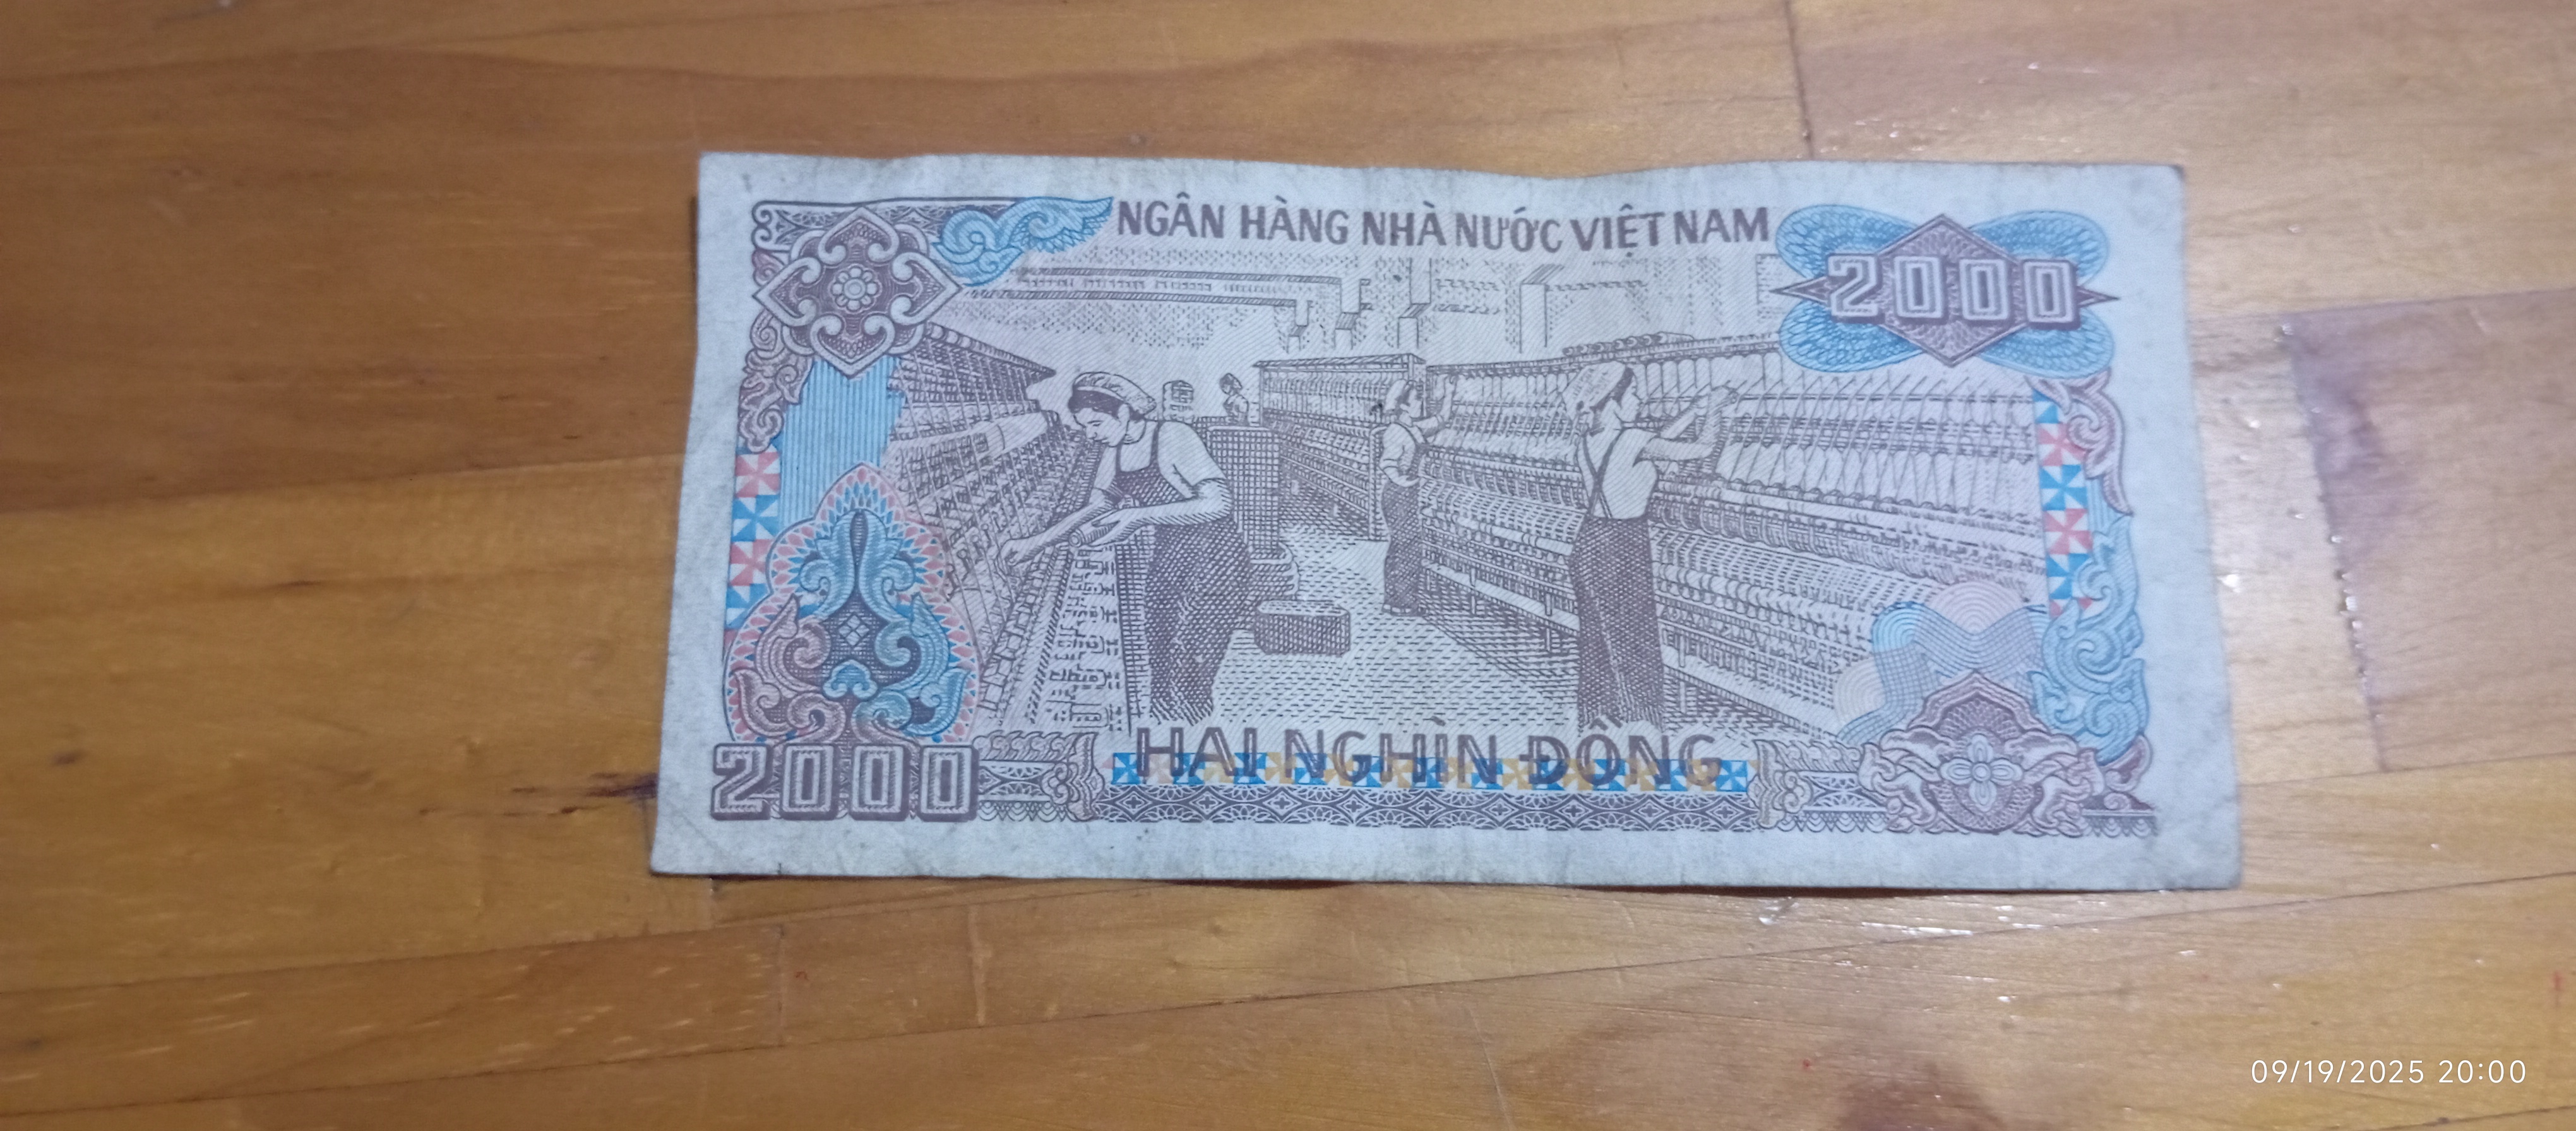 NGÂN HÀNG NHÀ NƯỚC VIỆT NAM
2000
2000
HAI NGHÌN ĐỒNG
09/19/2025 20:00